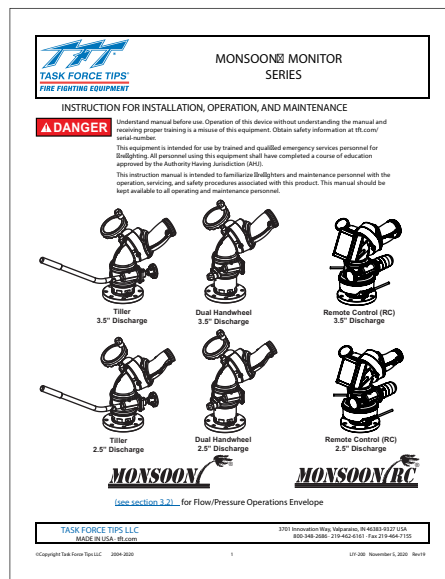 TFT®
TASK FORCE TIPS®
FIRE FIGHTING EQUIPMENT
MONSOON MONITOR
SERIES
INSTRUCTION FOR INSTALLATION, OPERATION, AND MAINTENANCE
DANGER
Understand manual before use. Operation of this device without understanding the manual and
receiving proper training is a misuse of this equipment. Obtain safety information at tft.com/
serial-number.
This equipment is intended for use by trained and qualified emergency services personnel for
firefighting. All personnel using this equipment shall have completed a course of education
approved by the Authority Having Jurisdiction (AHJ).
This instruction manual is intended to familiarize firefighters and maintenance personnel with the
operation, servicing, and safety procedures associated with this product. This manual should be
kept available to all operating and maintenance personnel.
Tiller
3.5" Discharge
Dual Handwheel
3.5" Discharge
Remote Control (RC)
3.5" Discharge
Tiller
2.5" Discharge
Dual Handwheel
2.5" Discharge
Remote Control (RC)
2.5" Discharge
MONSOON®
MONSOON RC®
(see section 3.2) for Flow/Pressure Operations Envelope
TASK FORCE TIPS LLC
MADE IN USA · tft.com
3701 Innovation Way, Valparaiso, IN 46383-9327 USA
800-348-2686 · 219-462-6161 · Fax 219-464-7155
©Copyright Task Force Tips LLC 2004-2020 1 LIY-200 November 5, 2020 Rev19